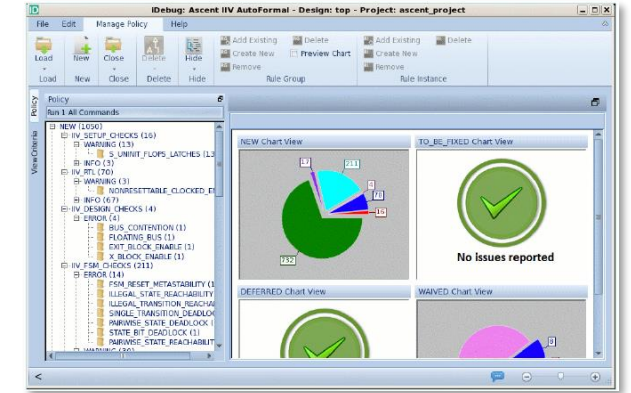 iDebug: Ascent IIV AutoFormal - Design: top - Project: ascent_project
File Edit Manage Policy Help
Load New Close Delete Hide
Add Existing Delete
Create New Preview Chart
Remove
Add Existing Delete
Create New
Remove
Load New Close Delete Hide Rule Group Rule Instance
Policy
ViewCriteria
Policy
Run 1 All Commands
NEW (1050)
IIV_SETUP_CHECKS (16)
WARNING (13)
S_UNINIT_FLOPS_LATCHES (13
INFO (3)
IIV_RTL (70)
WARNING (3)
NONRESETTABLE_CLOCKED_E
INFO (67)
IIV_DESIGN_CHECKS (4)
ERROR (4)
BUS_CONTENTION (1)
FLOATING_BUS (1)
EXIT_BLOCK_ENABLE (1)
X_BLOCK_ENABLE (1)
IIV_FSM_CHECKS (211)
ERROR (14)
FSM_RESET_METASTABILITY (1
ILLEGAL_STATE_REACHABILITY
ILLEGAL_TRANSITION_REACHA
SINGLE_TRANSITION_DEADLO
PAIRWISE_STATE_DEADLOCK (
STATE_BIT_DEADLOCK (1)
PAIRWISE_STATE_REACHABILIT
NEW Chart View
17
211
4
70
16
732
TO_BE_FIXED Chart View
No issues reported
DEFERRED Chart View
WAIVED Chart View
8